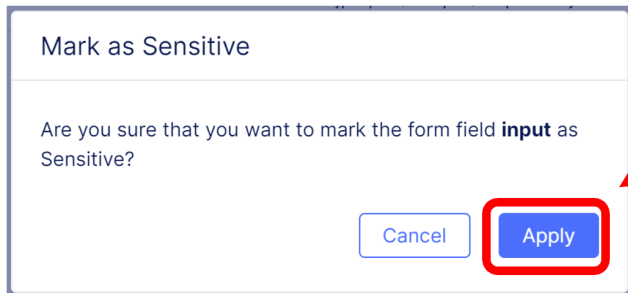 Mark as Sensitive
Are you sure that you want to mark the form field input as
Sensitive?
Cancel
Apply